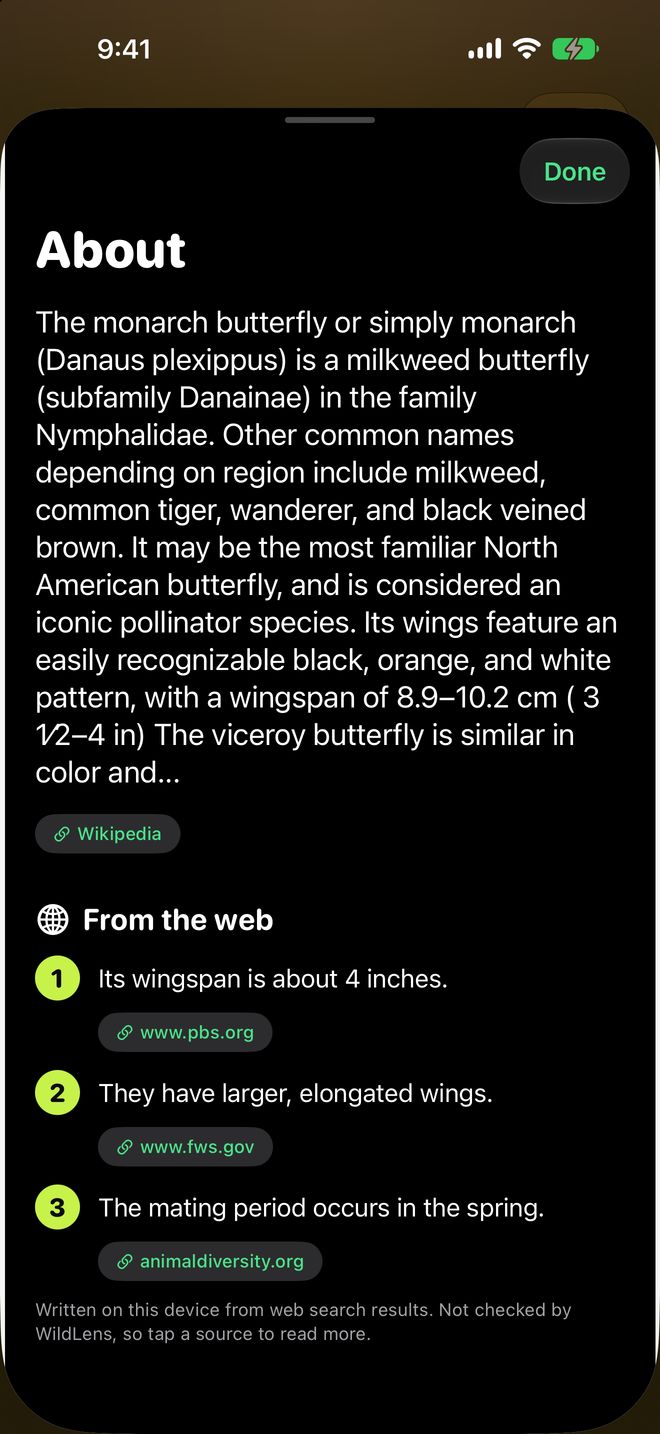 9:41
Done
About
The monarch butterfly or simply monarch
(Danaus plexippus) is a milkweed butterfly
(subfamily Danainae) in the family
Nymphalidae. Other common names
depending on region include milkweed,
common tiger, wanderer, and black veined
brown. It may be the most familiar North
American butterfly, and is considered an
iconic pollinator species. Its wings feature an
easily recognizable black, orange, and white
pattern, with a wingspan of 8.9–10.2 cm ( 3
1⁄2–4 in) The viceroy butterfly is similar in
color and...
Wikipedia
From the web
1 Its wingspan is about 4 inches.
www.pbs.org
2 They have larger, elongated wings.
www.fws.gov
3 The mating period occurs in the spring.
animaldiversity.org
Written on this device from web search results. Not checked by
WildLens, so tap a source to read more.